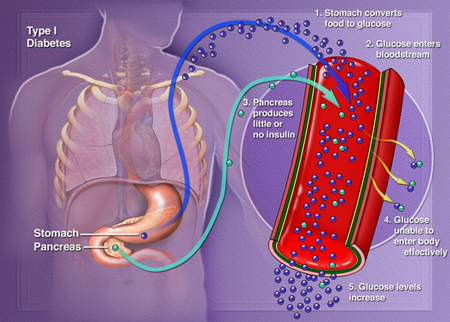 Type I
Diabetes
1. Stomach converts
food to glucose
2. Glucose enters
bloodstream
3. Pancreas
produces
little or
no insulin
Stomach
Pancreas
4. Glucose
unable to
enter body
effectively
5. Glucose levels
increase